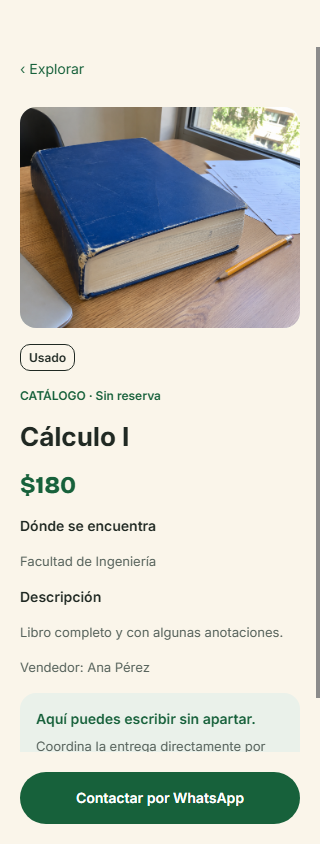 ‹ Explorar
Usado
CATÁLOGO · Sin reserva
Cálculo I
$180
Dónde se encuentra
Facultad de Ingeniería
Descripción
Libro completo y con algunas anotaciones.
Vendedor: Ana Pérez
Aquí puedes escribir sin apartar.
Coordina la entrega directamente por
Contactar por WhatsApp